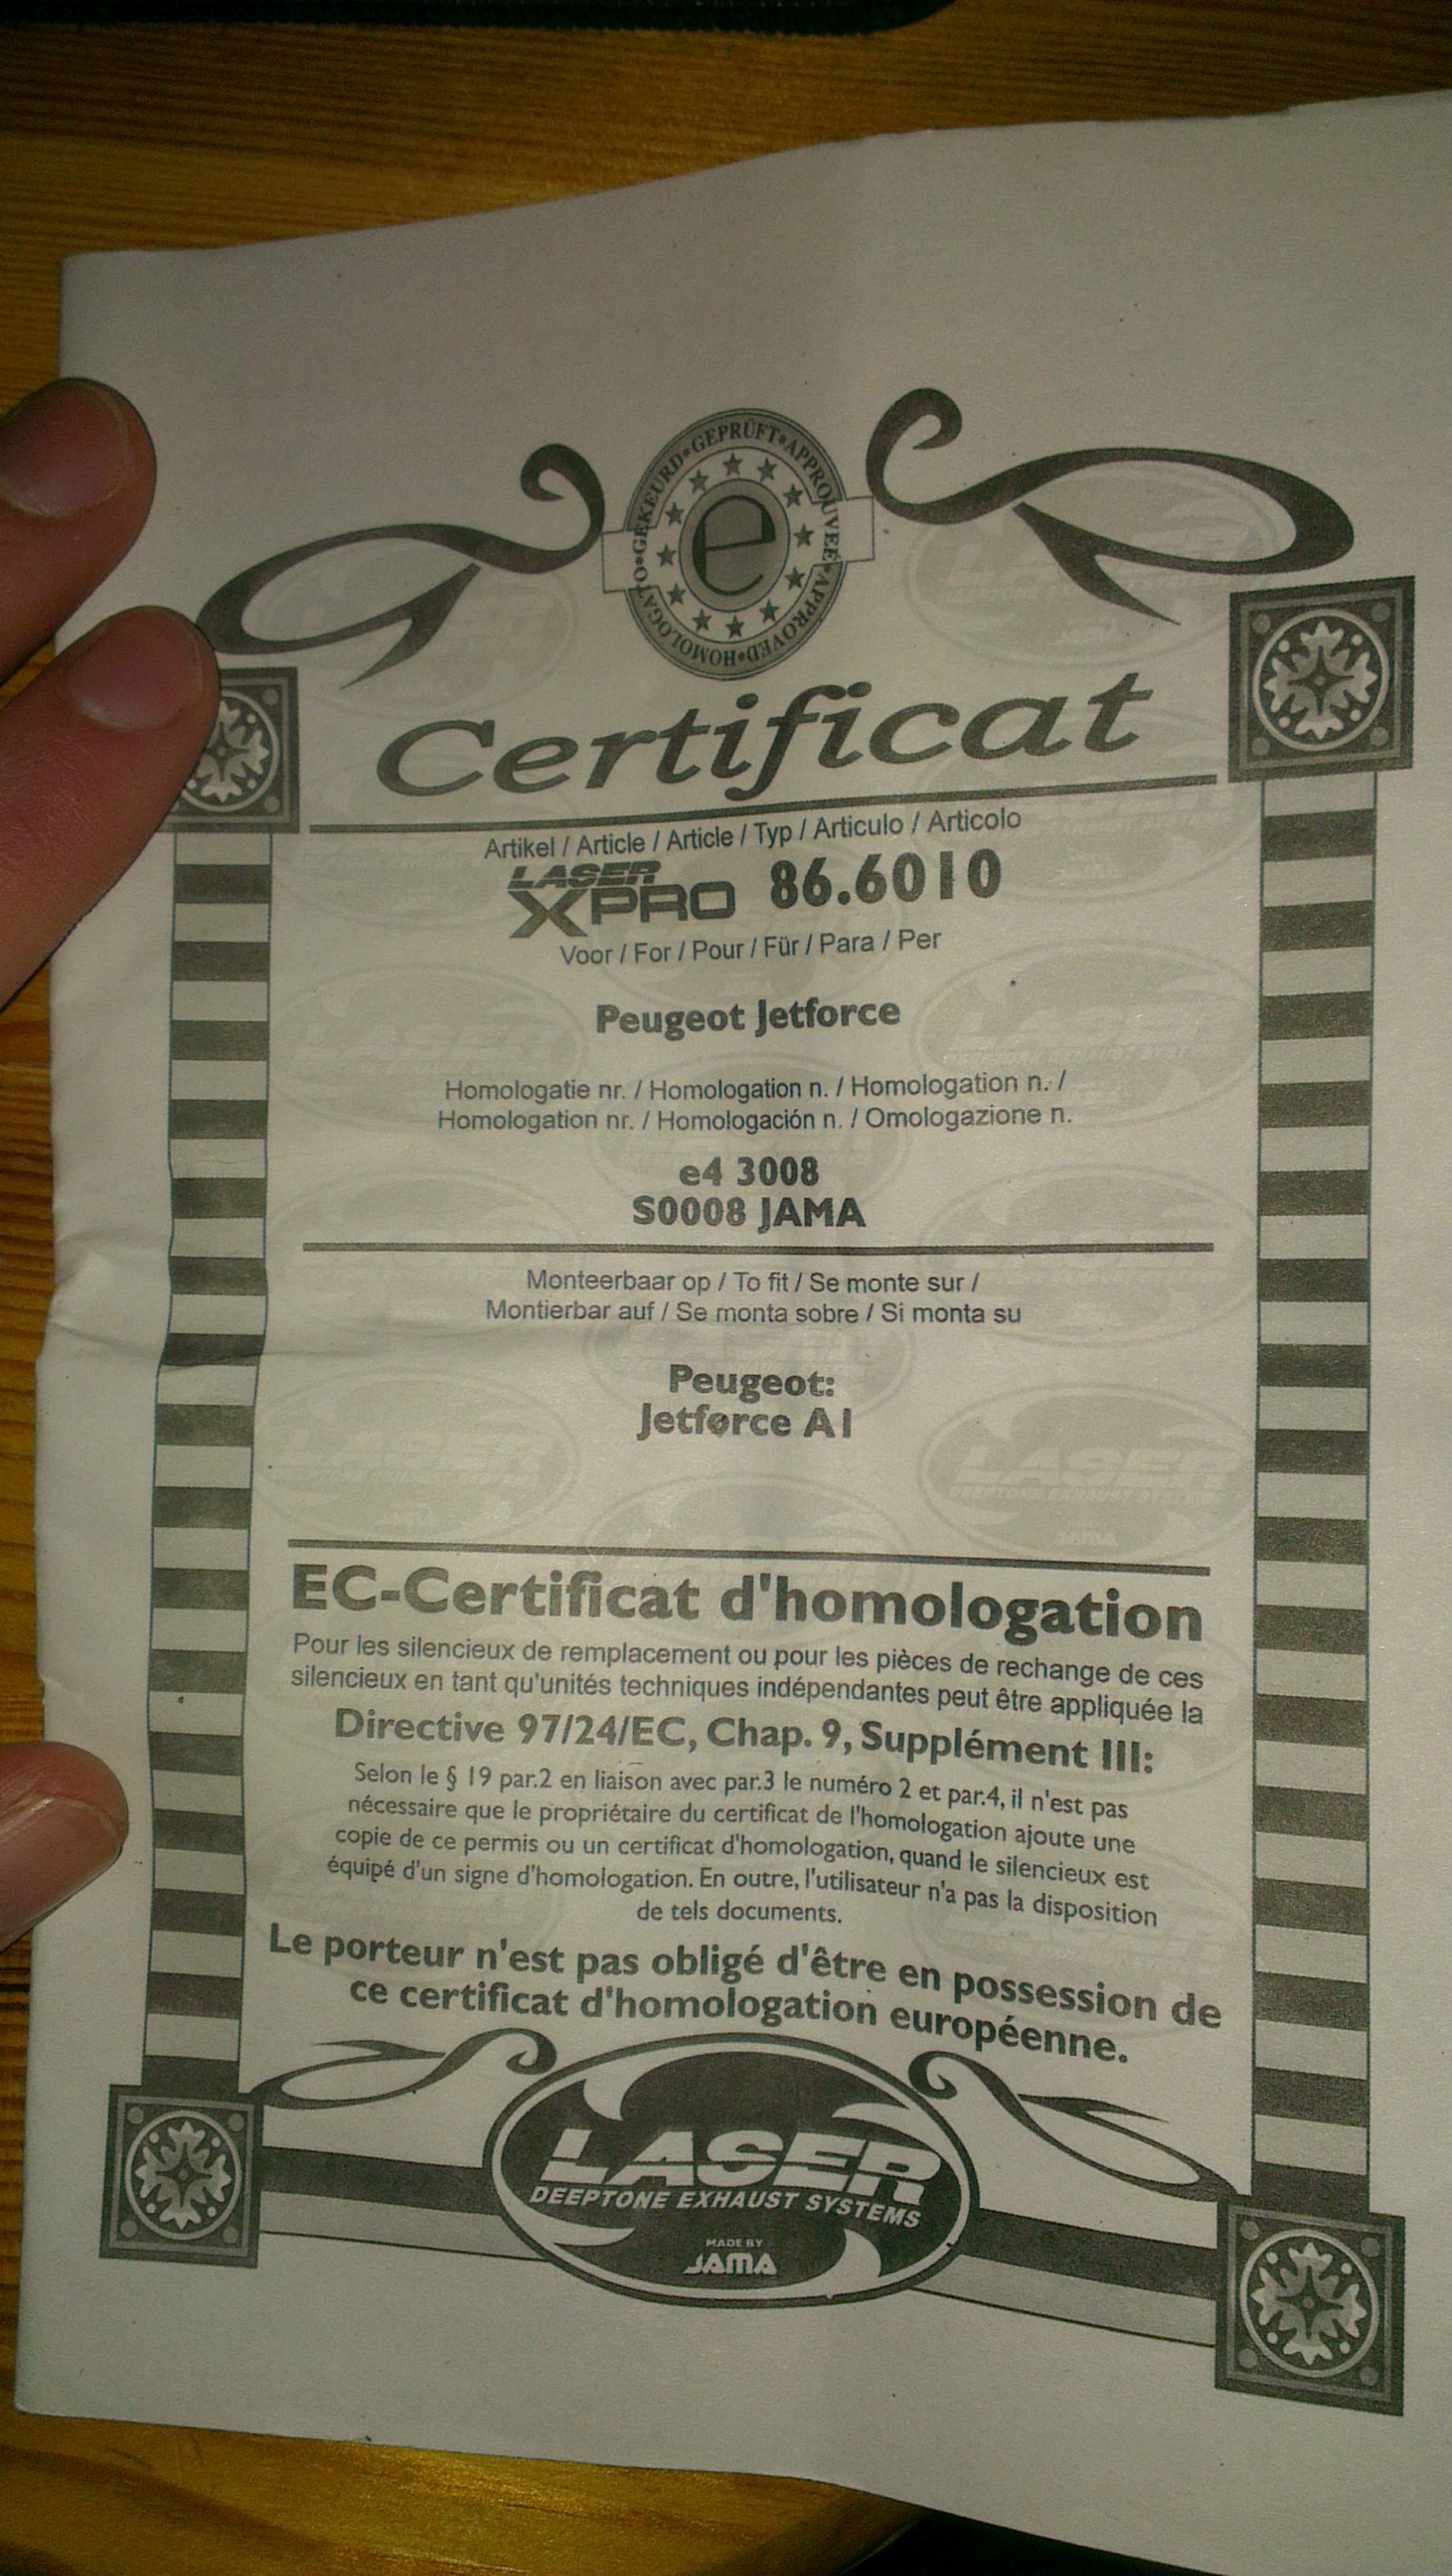 GEKEURD•GEPRÜFT•APPROUVEE•APPROVED•HOMOLOGATO•
e
Certificat
Artikel / Article / Article / Typ / Articulo / Articolo
LASER
XPRO 86.6010
Voor / For / Pour / Für / Para / Per
Peugeot Jetforce
Homologatie nr. / Homologation n. / Homologation n. /
Homologation nr. / Homologación n. / Omologazione n.
e4 3008
S0008 JAMA
Monteerbaar op / To fit / Se monte sur /
Montierbar auf / Se monta sobre / Si monta su
Peugeot:
Jetførce A1
EC-Certificat d'homologation
Pour les silencieux de remplacement ou pour les pièces de rechange de ces
silencieux en tant qu'unités techniques indépendantes peut être appliquée la
Directive 97/24/EC, Chap. 9, Supplément III:
Selon le § 19 par.2 en liaison avec par.3 le numéro 2 et par.4, il n'est pas
nécessaire que le propriétaire du certificat de l'homologation ajoute une
copie de ce permis ou un certificat d'homologation, quand le silencieux est
équipé d'un signe d'homologation. En outre, l'utilisateur n'a pas la disposition
de tels documents.
Le porteur n'est pas obligé d'être en possession de
ce certificat d'homologation européenne.
LASER
DEEPTONE EXHAUST SYSTEMS
MADE BY
JAMA